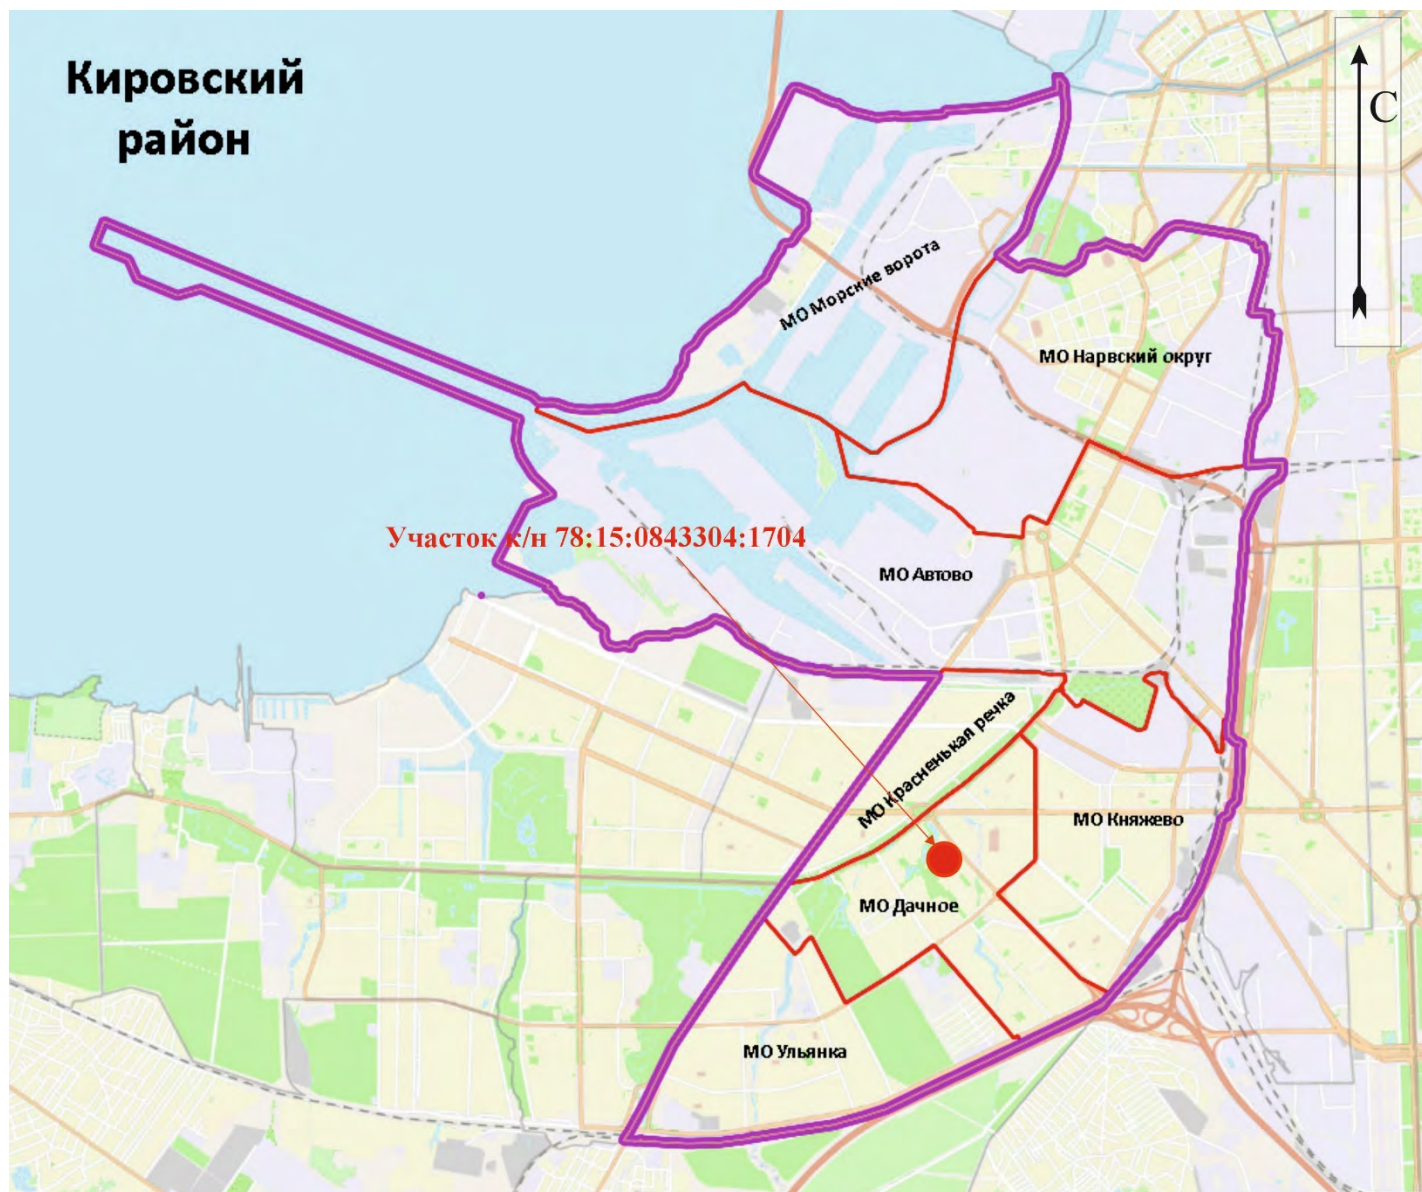 Кировский
район
С
МО Морские ворота
МО Нарвский округ
Участок к/н 78:15:0843304:1704
МО Автово
МО Красненькая речка
МО Княжево
МО Дачное
МО Ульянка